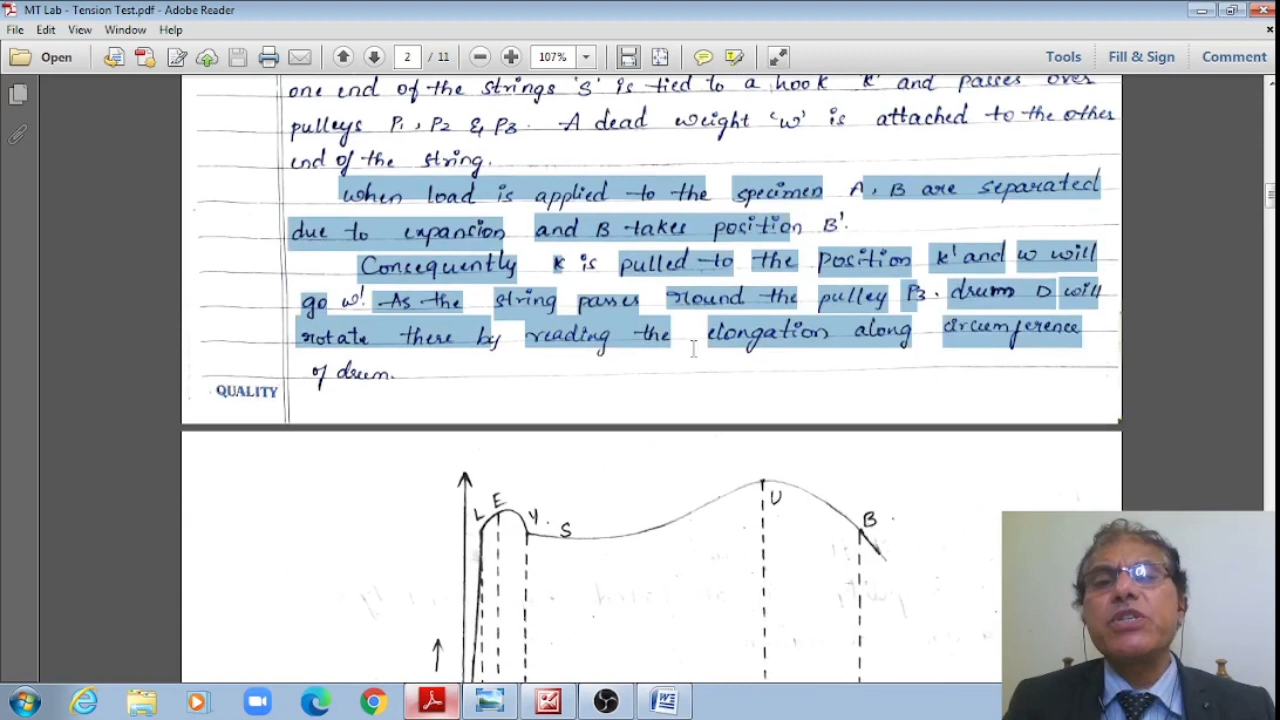 MT Lab - Tension Test.pdf - Adobe Reader
File Edit View Window Help
Open 2 / 11 107% Tools Fill & Sign Comment
one end of the strings 's' is tied to a hook 'k' and passes over
pulleys P1, P2 & P3. A dead weight 'w' is attached to the other
end of the string.
when load is applied to the specimen A, B are separated
due to expansion and B takes position B'.
Consequently k is pulled to the position k' and w will
go w'. As the string passes round the pulley P3. drum D will
rotate there by reading the elongation along circumference
of drum.
QUALITY
L E Y S U B